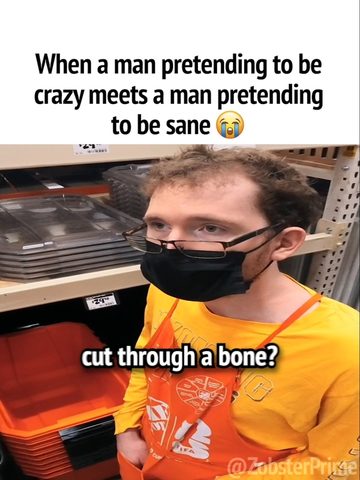 When a man pretending to be
crazy meets a man pretending
to be sane 😭
cut through a bone?
@ZobsterPrime